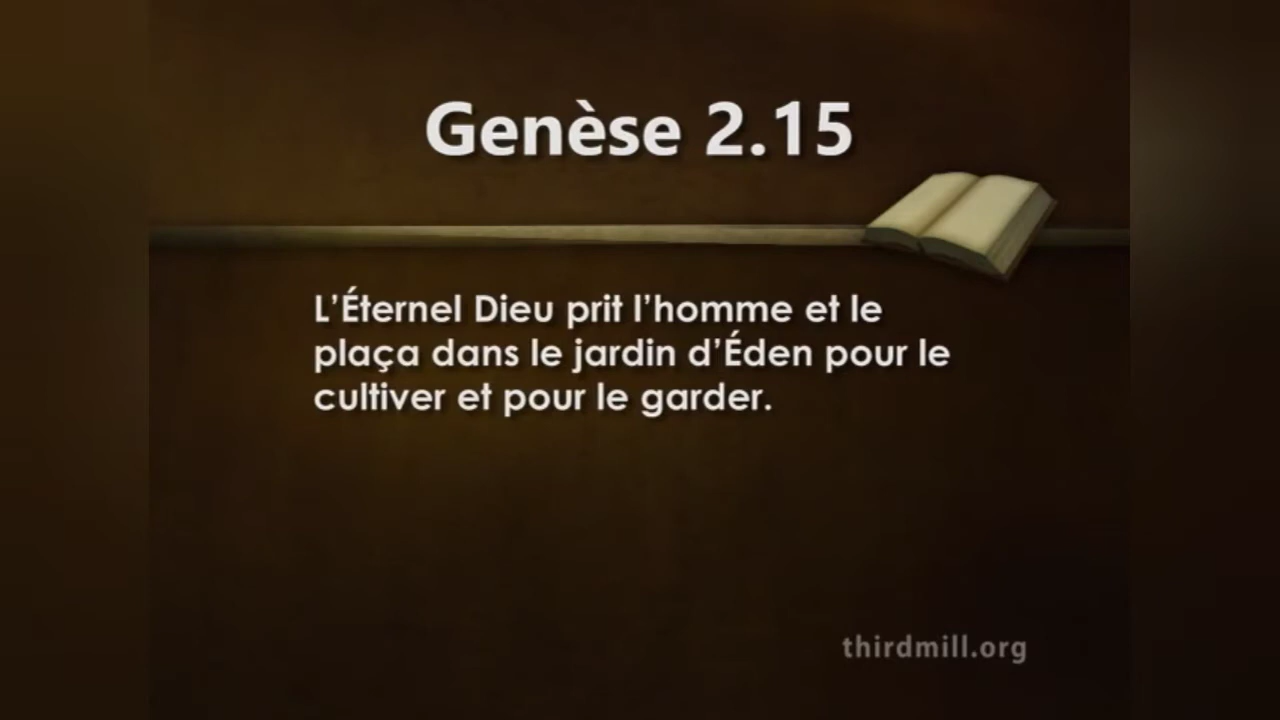 Genèse 2.15
L’Éternel Dieu prit l’homme et le
plaça dans le jardin d’Éden pour le
cultiver et pour le garder.
thirdmill.org